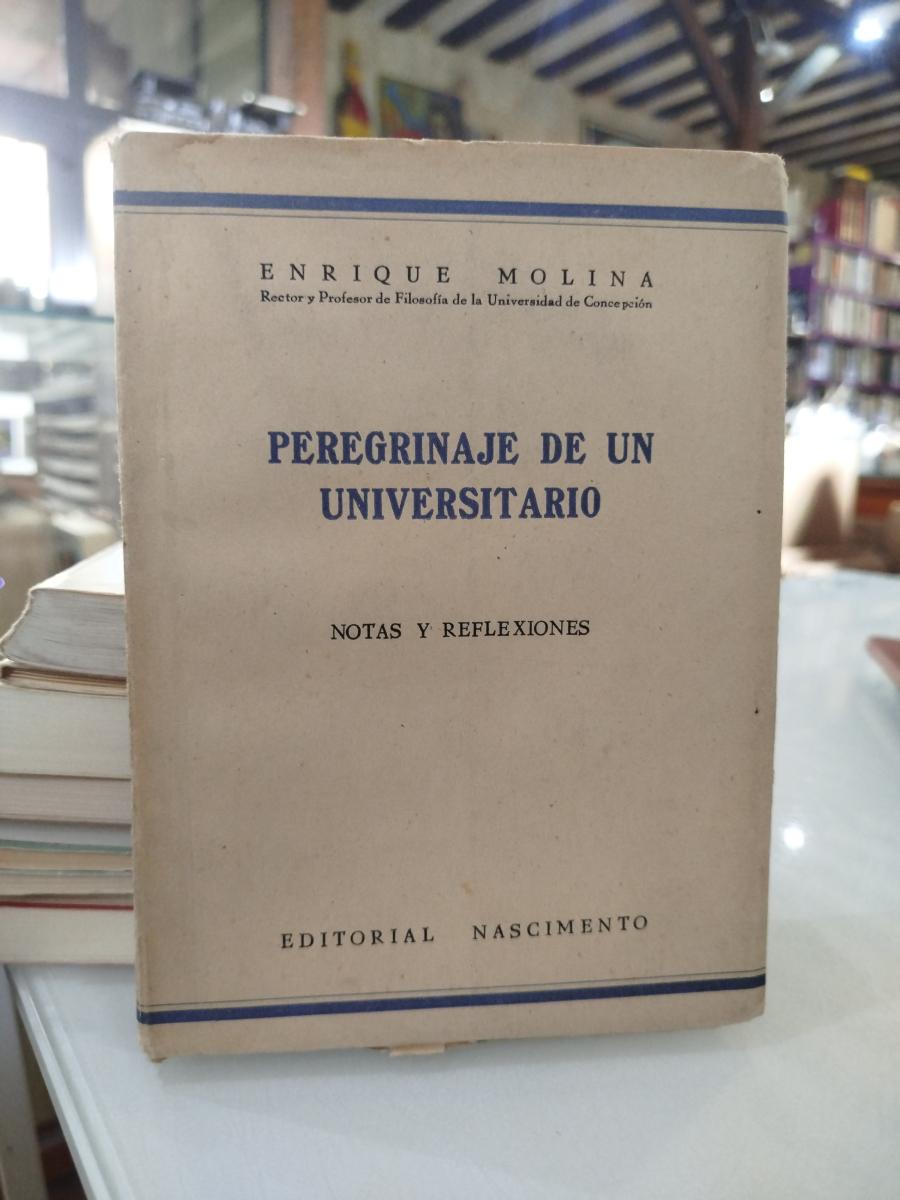 ENRIQUE MOLINA
Rector y Profesor de Filosofía de la Universidad de Concepción
PEREGRINAJE DE UN
UNIVERSITARIO
NOTAS Y REFLEXIONES
EDITORIAL NASCIMENTO